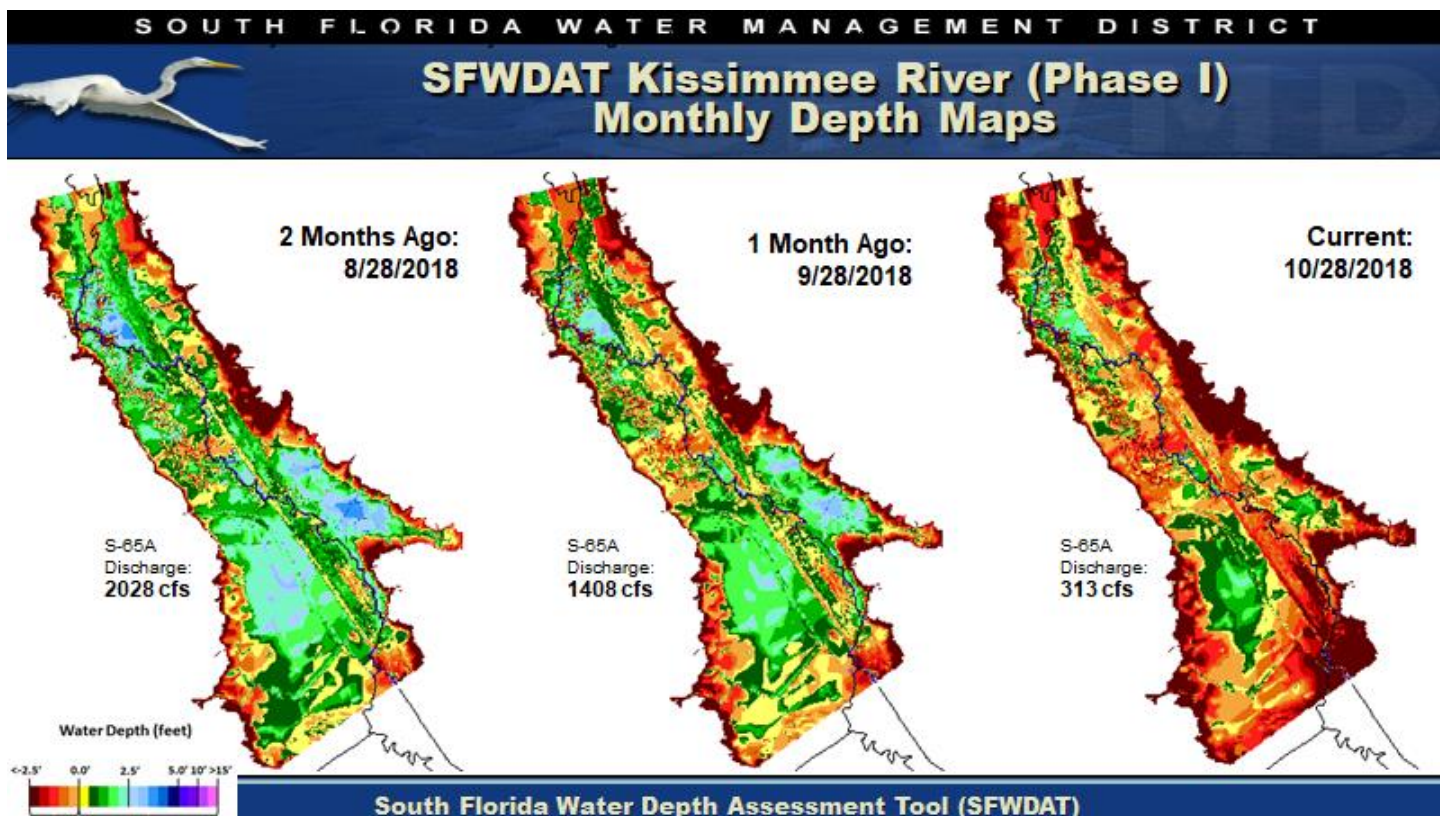 SOUTH FLORIDA WATER MANAGEMENT DISTRICT
SFWDAT Kissimmee River (Phase I)
Monthly Depth Maps
2 Months Ago:
8/28/2018
1 Month Ago:
9/28/2018
Current:
10/28/2018
S-65A
Discharge:
2028 cfs
S-65A
Discharge:
1408 cfs
S-65A
Discharge:
313 cfs
Water Depth (feet)
<-2.5' 0.0' 2.5' 5.0' 10' >15'
South Florida Water Depth Assessment Tool (SFWDAT)